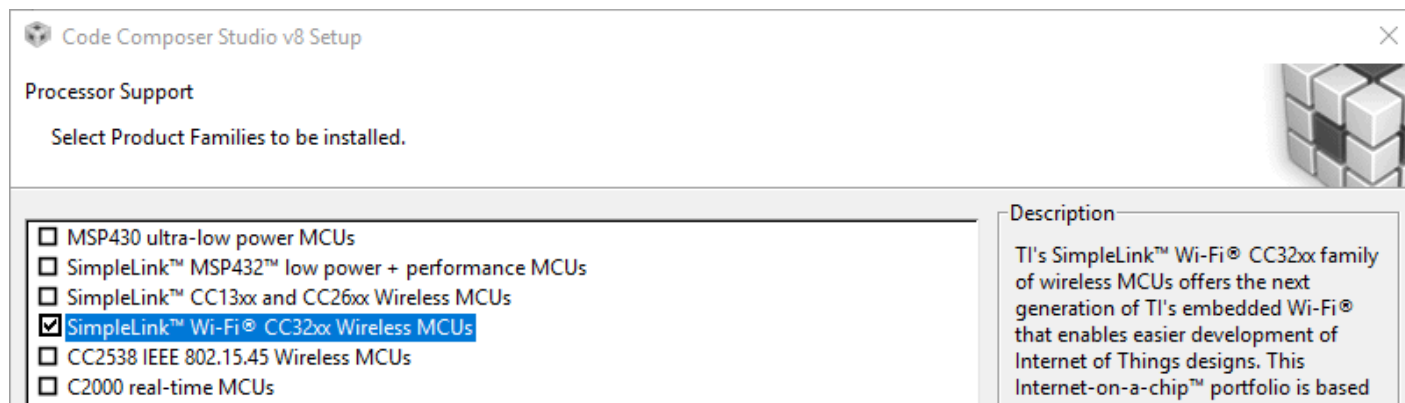 Code Composer Studio v8 Setup
Processor Support
Select Product Families to be installed.
MSP430 ultra-low power MCUs
SimpleLink™ MSP432™ low power + performance MCUs
SimpleLink™ CC13xx and CC26xx Wireless MCUs
SimpleLink™ Wi-Fi® CC32xx Wireless MCUs
CC2538 IEEE 802.15.45 Wireless MCUs
C2000 real-time MCUs
Description
TI's SimpleLink™ Wi-Fi® CC32xx family
of wireless MCUs offers the next
generation of TI's embedded Wi-Fi®
that enables easier development of
Internet of Things designs. This
Internet-on-a-chip™ portfolio is based